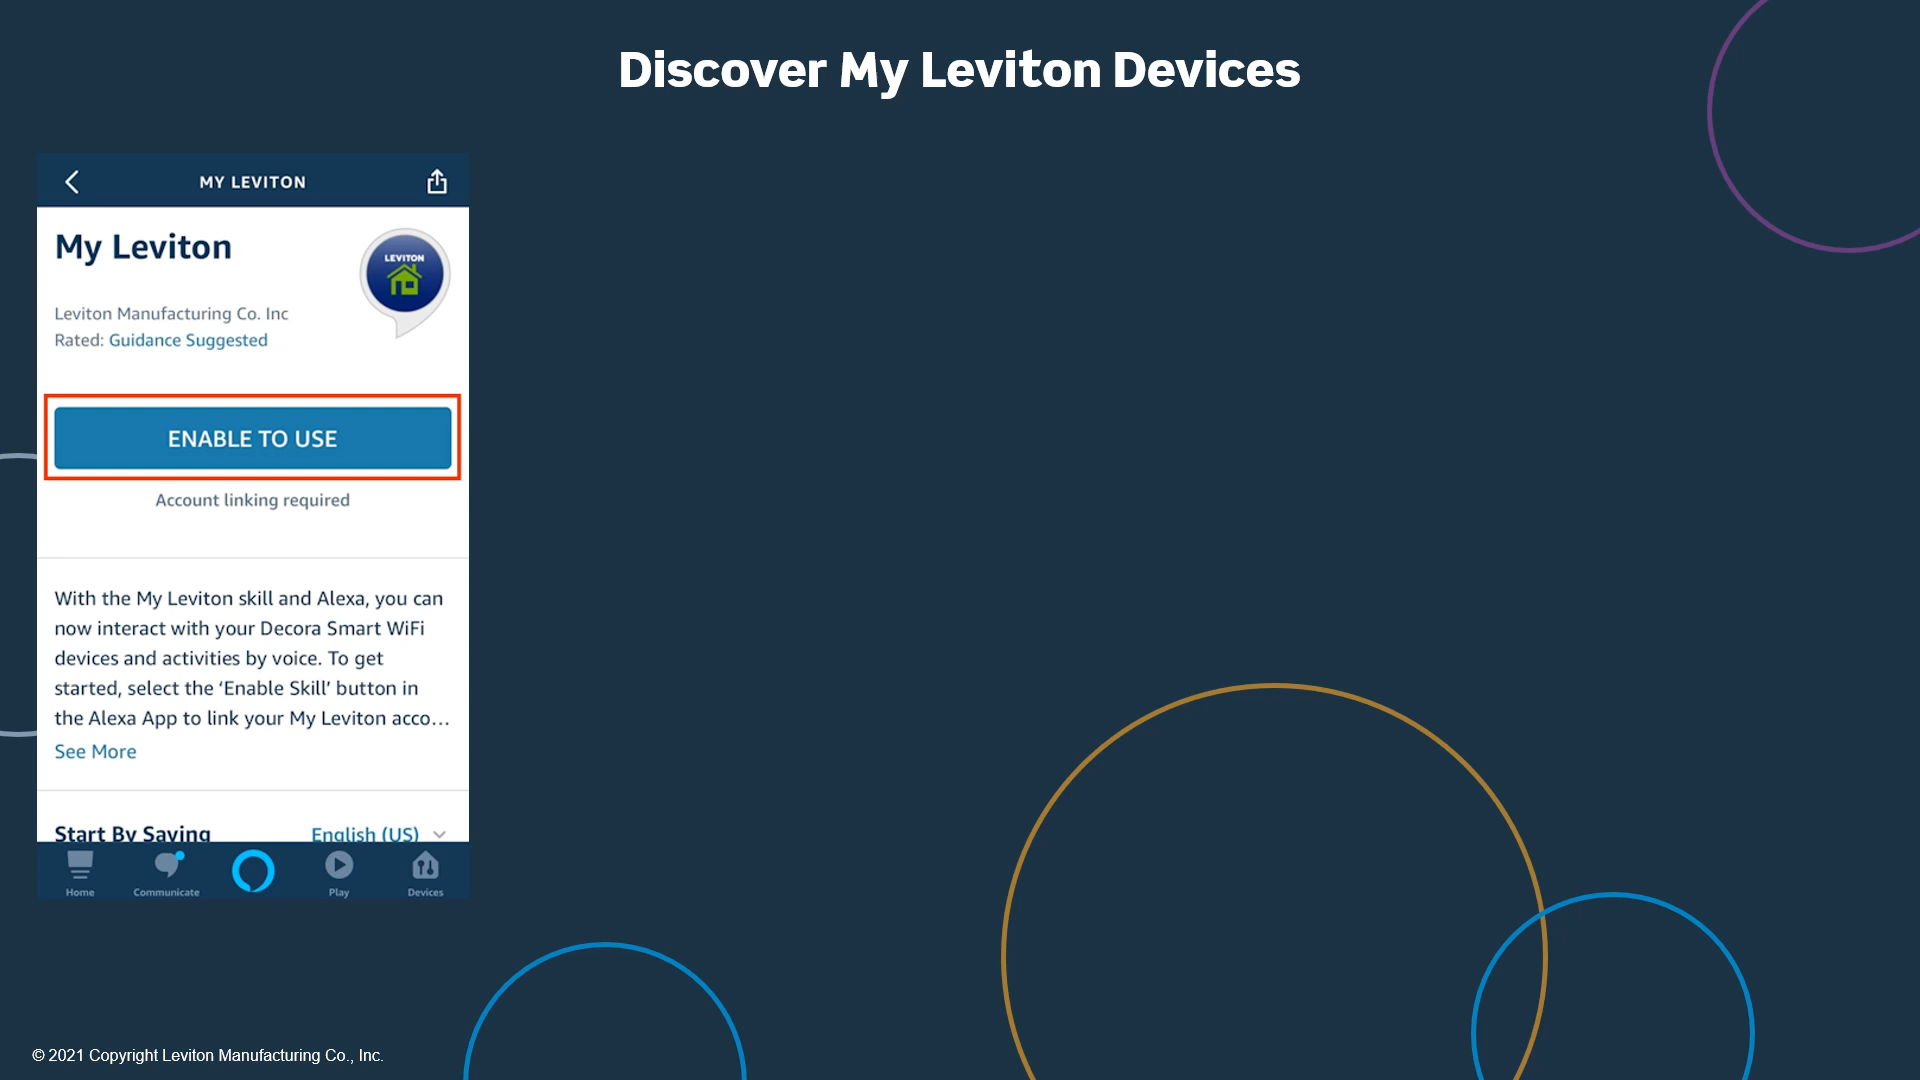 Discover My Leviton Devices
MY LEVITON
My Leviton
LEVITON
Leviton Manufacturing Co. Inc
Rated: Guidance Suggested
ENABLE TO USE
Account linking required
With the My Leviton skill and Alexa, you can
now interact with your Decora Smart WiFi
devices and activities by voice. To get
started, select the ‘Enable Skill’ button in
the Alexa App to link your My Leviton acco...
See More
Start By Saying
English (US)
Home
Communicate
Play
Devices
© 2021 Copyright Leviton Manufacturing Co., Inc.